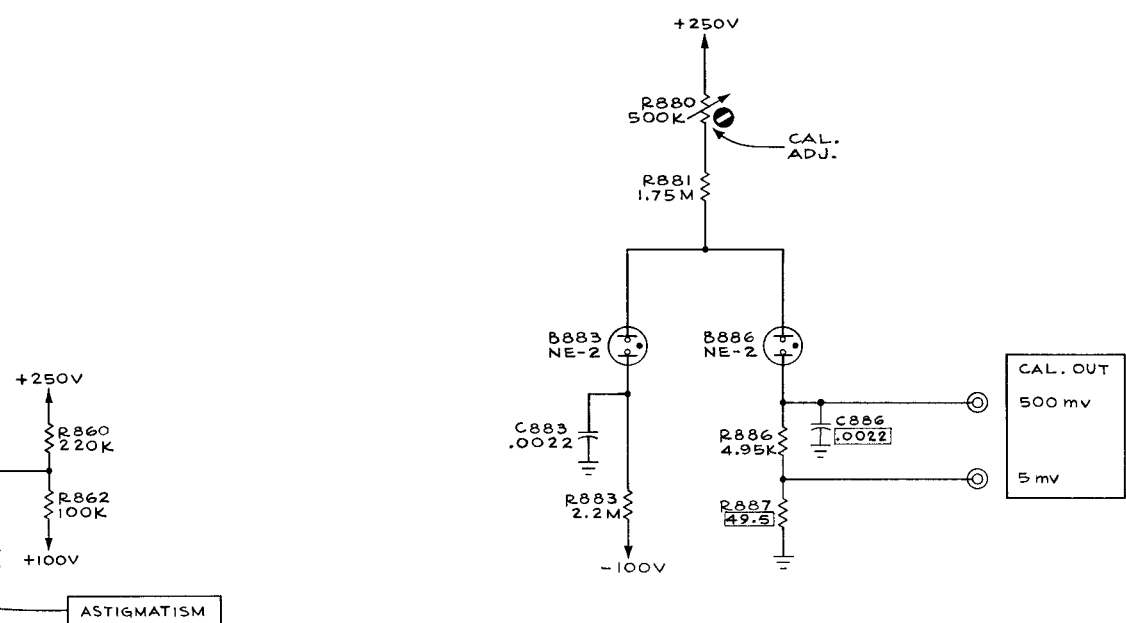 +250V
R880
500K
CAL.
ADJ.
R881
1.75M
B883
NE-2
B886
NE-2
CAL. OUT
500 mv
5 mv
C883
.0022
C886
.0022
R886
4.95K
R883
2.2M
R887
49.5
-100V
+250V
R860
220K
R862
100K
+100V
ASTIGMATISM